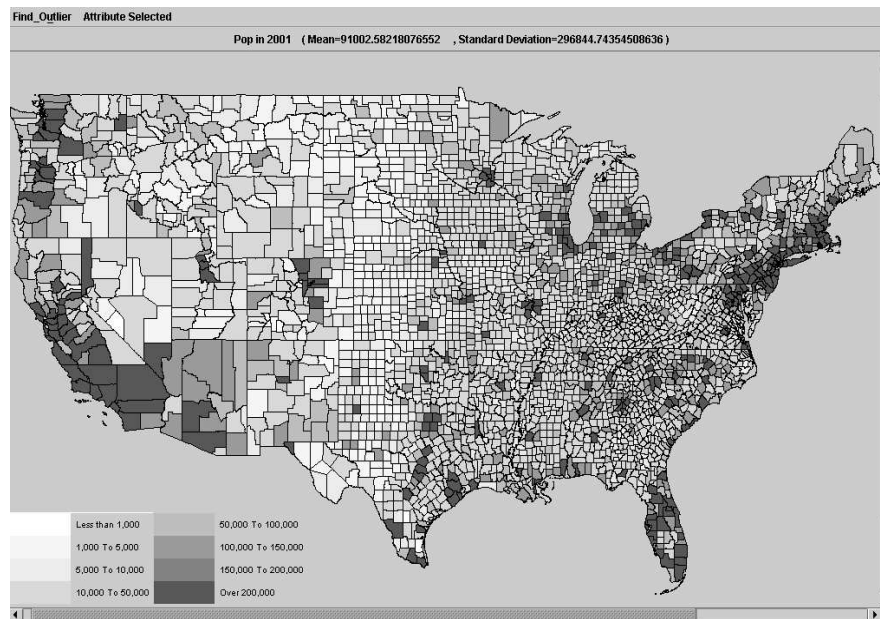 Find_Outlier Attribute Selected
Pop in 2001 ( Mean=91002.58218076552 , Standard Deviation=296844.74354508636 )
Less than 1,000
1,000 To 5,000
5,000 To 10,000
10,000 To 50,000
50,000 To 100,000
100,000 To 150,000
150,000 To 200,000
Over 200,000